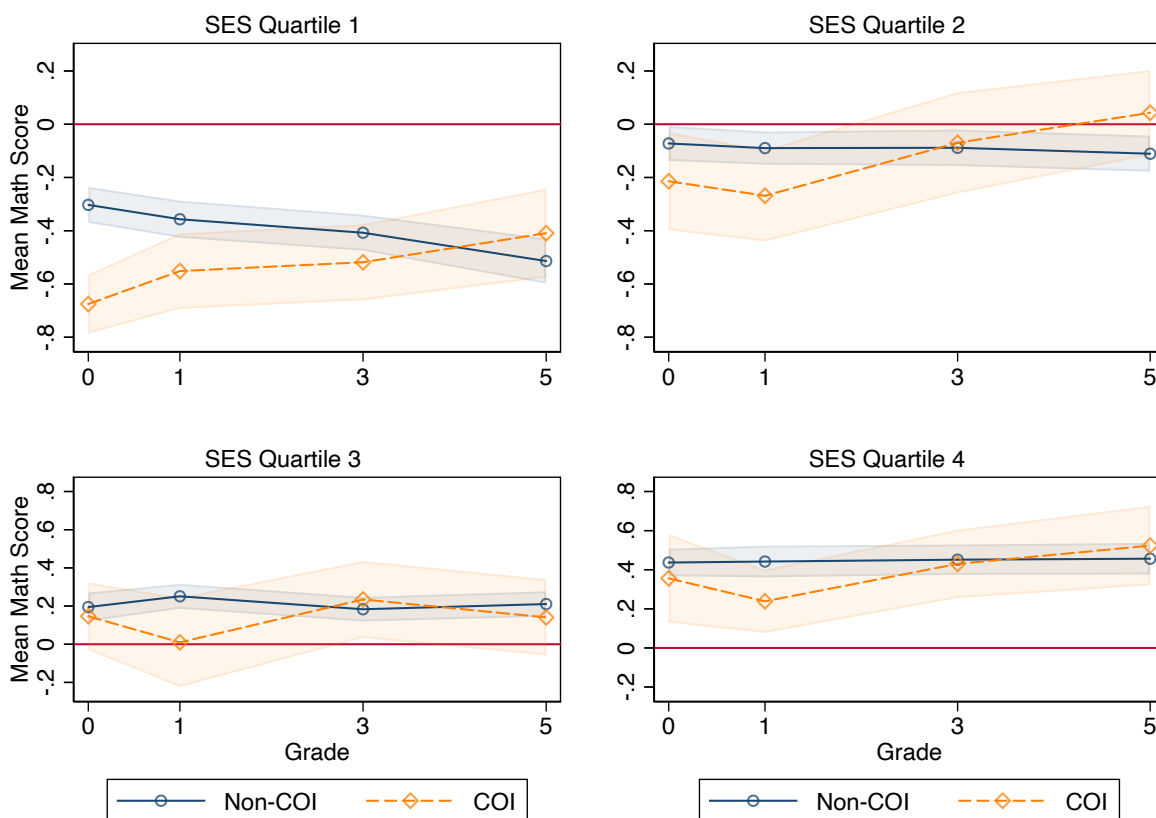 SES Quartile 1
Mean Math Score
.2
0
-.2
-.4
-.6
-.8
0 1 3 5
SES Quartile 2
.2
0
-.2
-.4
-.6
-.8
0 1 3 5
SES Quartile 3
Mean Math Score
.8
.6
.4
.2
0
-.2
0 1 3 5
Grade
SES Quartile 4
.8
.6
.4
.2
0
-.2
0 1 3 5
Grade
Non-COI COI
Non-COI COI